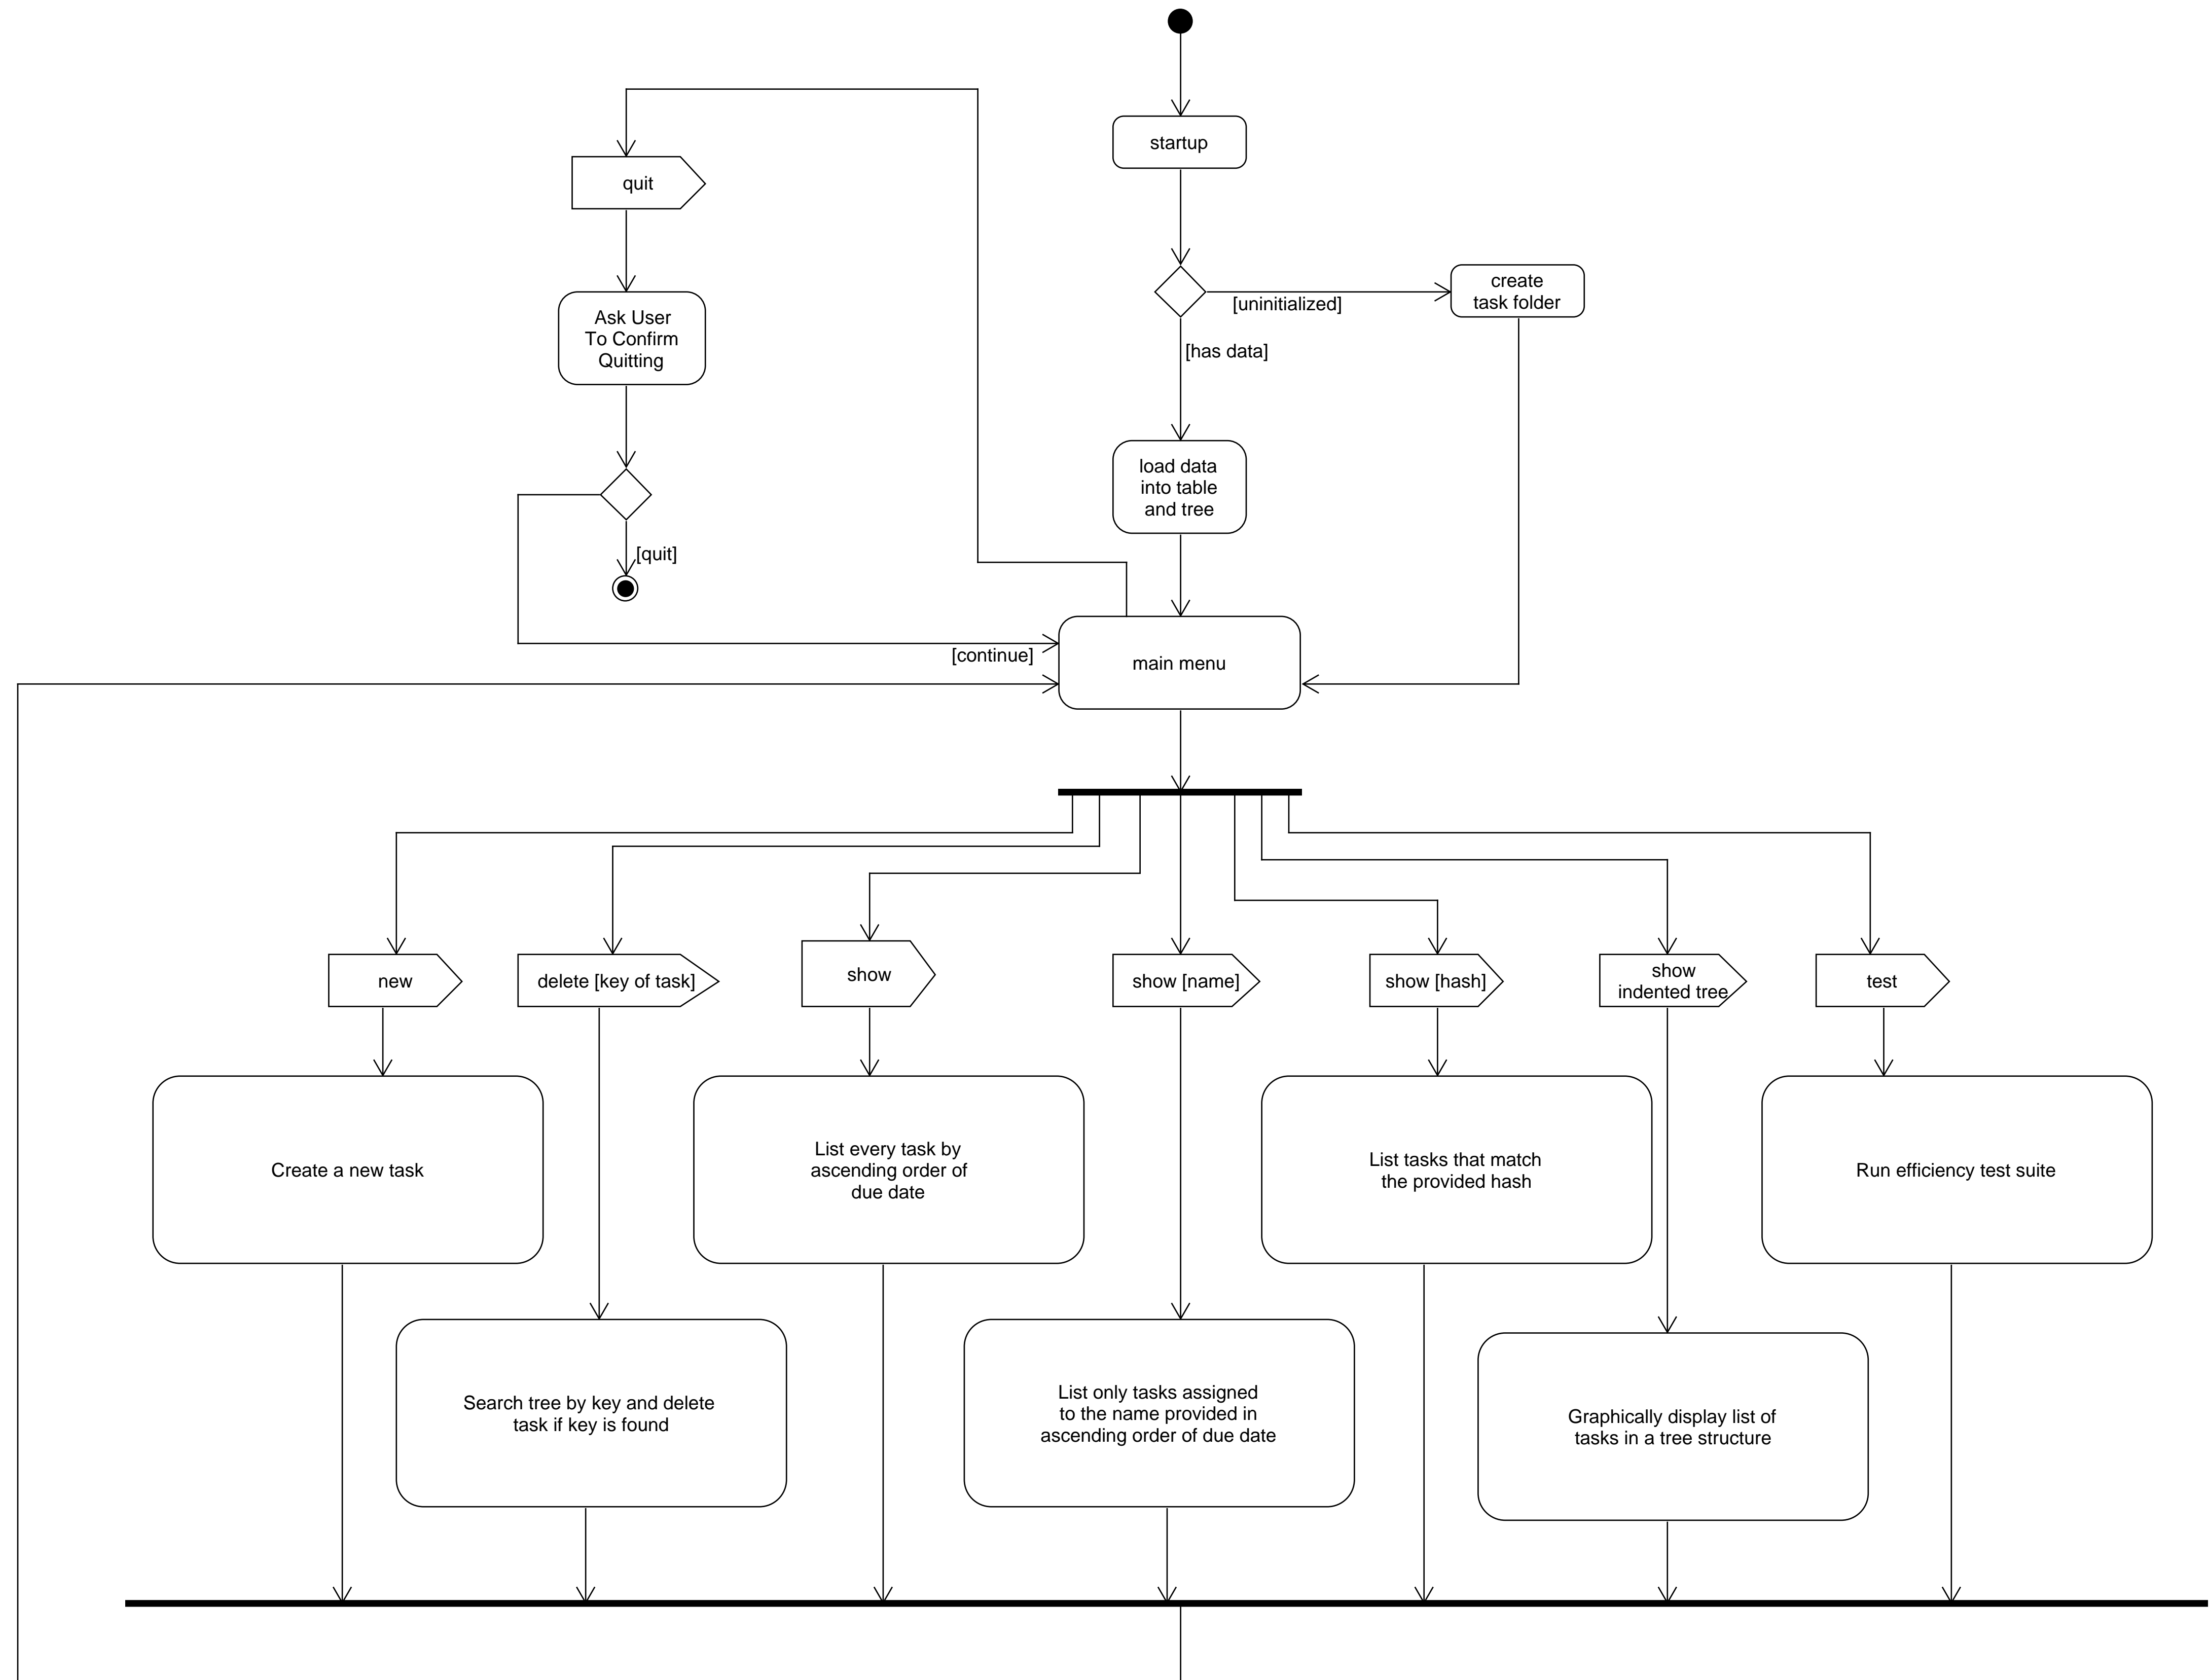 startup
quit
create
task folder
[uninitialized]
Ask User
To Confirm
Quitting
[has data]
load data
into table
and tree
[quit]
[continue]
main menu
new
delete [key of task]
show
show [name]
show [hash]
show
indented tree
test
Create a new task
List every task by
ascending order of
due date
List tasks that match
the provided hash
Run efficiency test suite
Search tree by key and delete
task if key is found
List only tasks assigned
to the name provided in
ascending order of due date
Graphically display list of
tasks in a tree structure